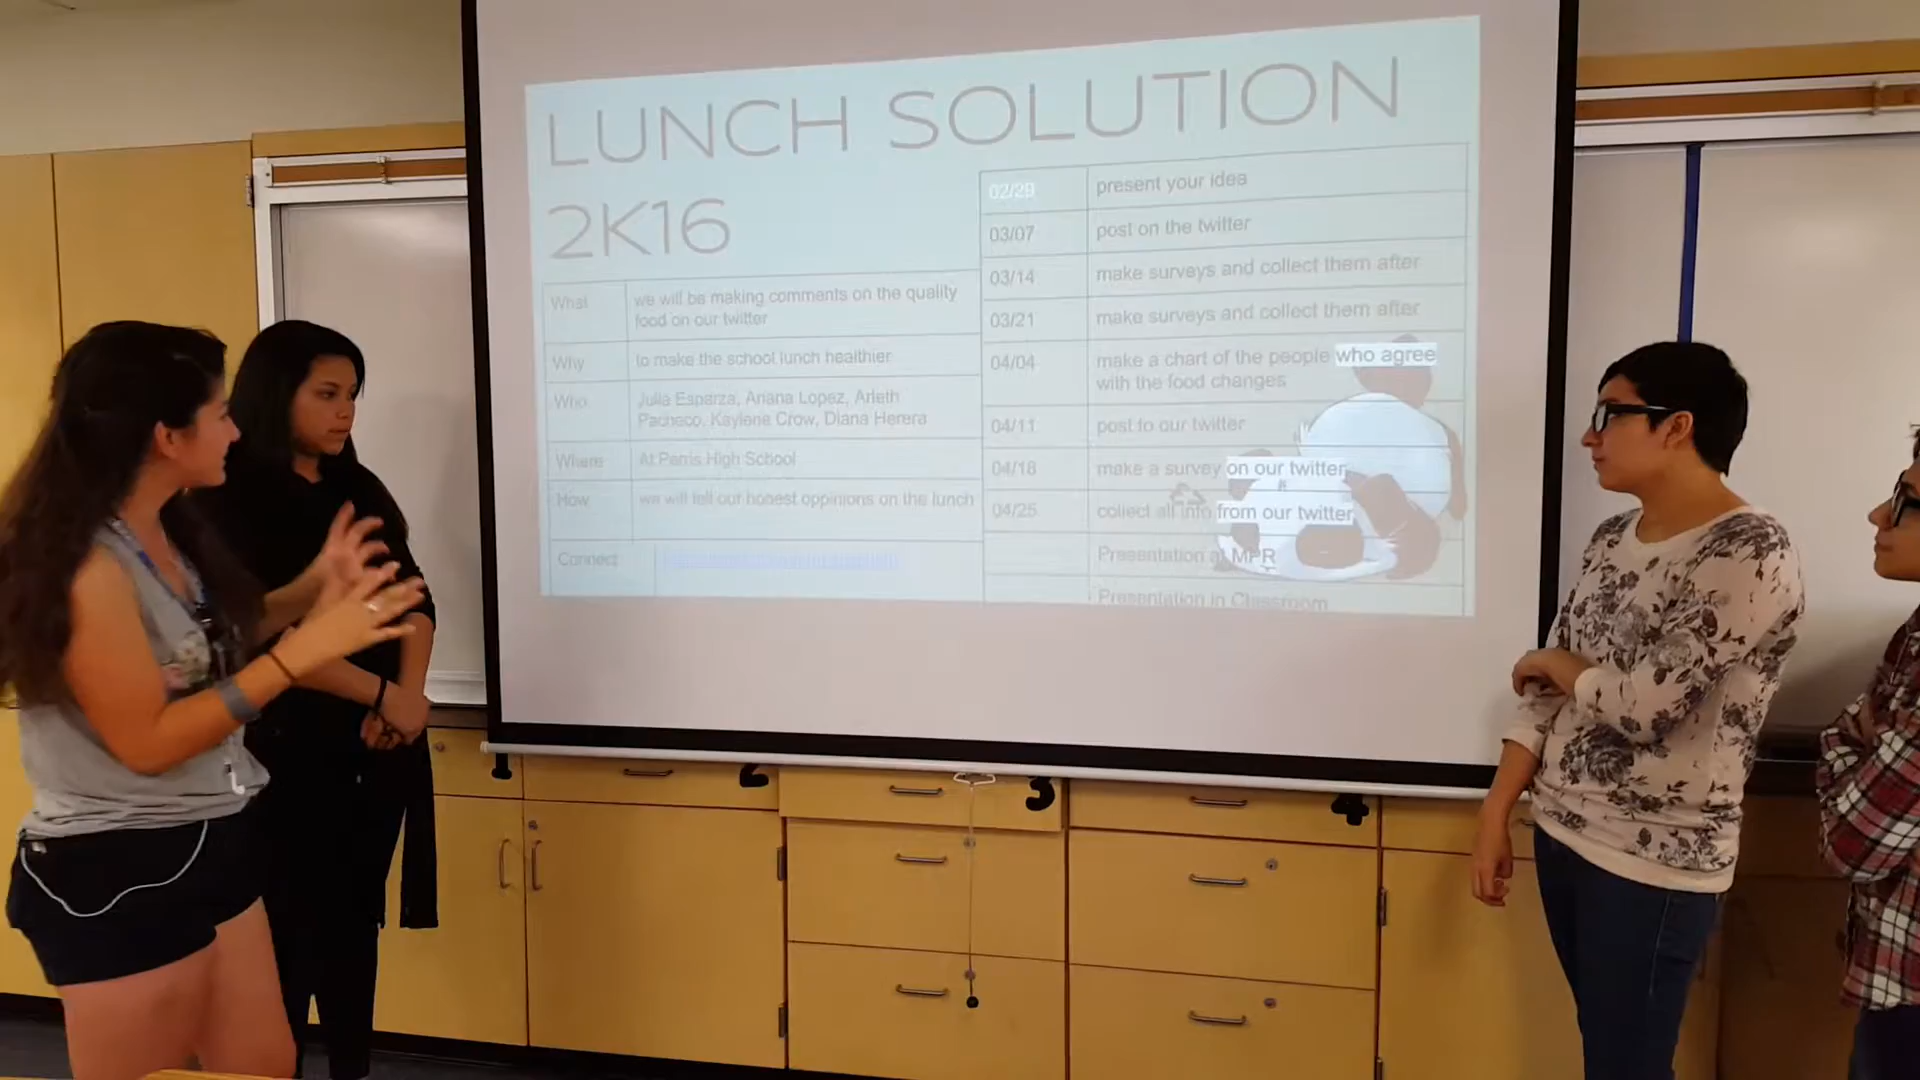 LUNCH SOLUTION
2K16
What
we will be making comments on the quality
food on our twitter
Why
to make the school lunch healthier
Who
Julia Esparza, Ariana Lopez, Arleth
Pacheco, Kaylene Crow, Diana Herera
Where
At Perris High School
How
we will tell our honest oppinions on the lunch
Connect
02/29
present your idea
03/07
post on the twitter
03/14
make surveys and collect them after
03/21
make surveys and collect them after
04/04
make a chart of the people who agree
with the food changes
04/11
post to our twitter
04/18
make a survey on our twitter
04/25
collect all info from our twitter
Presentation at MPR
Presentation in Classroom
1
2
3
4